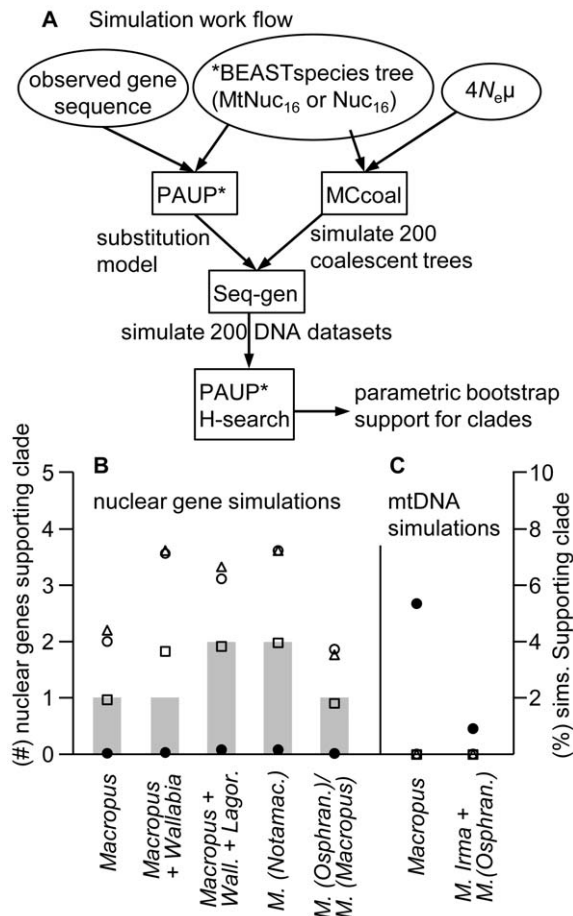 A Simulation work flow
observed gene
sequence
*BEASTspecies tree
(MtNuc16 or Nuc16)
4Neμ
PAUP*
MCcoal
substitution
model
simulate 200
coalescent trees
Seq-gen
simulate 200 DNA datasets
PAUP*
H-search
parametric bootstrap
support for clades
B
nuclear gene simulations
C
mtDNA
simulations
(#) nuclear genes supporting clade
5
4
3
2
1
0
10
8
6
4
2
(%) sims. Supporting clade
Macropus
Macropus
+ Wallabia
Macropus +
Wall. + Lagor.
M. (Notamac.)
M. (Osphran.)/
M. (Macropus)
Macropus
M. Irma +
M.(Osphran.)